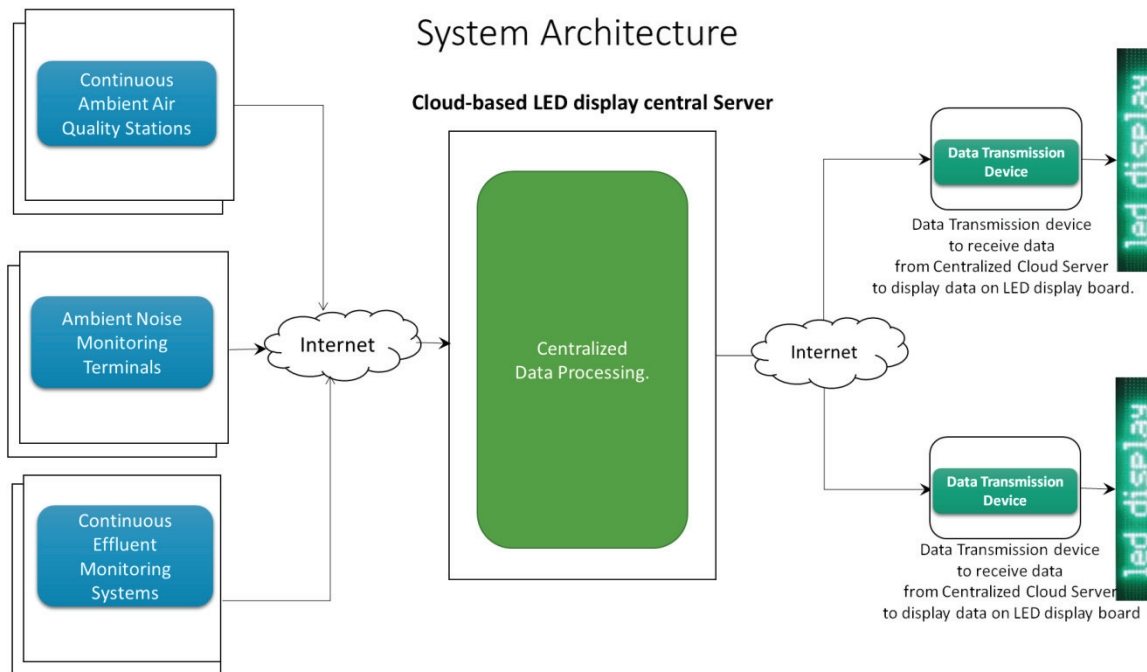 System Architecture
Continuous
Ambient Air
Quality Stations
Ambient Noise
Monitoring
Terminals
Continuous
Effluent
Monitoring
Systems
Internet
Cloud-based LED display central Server
Centralized
Data Processing.
Internet
Data Transmission
Device
Data Transmission device
to receive data
from Centralized Cloud Server
to display data on LED display board.
led display
Data Transmission
Device
Data Transmission device
to receive data
from Centralized Cloud Server
to display data on LED display board
led display